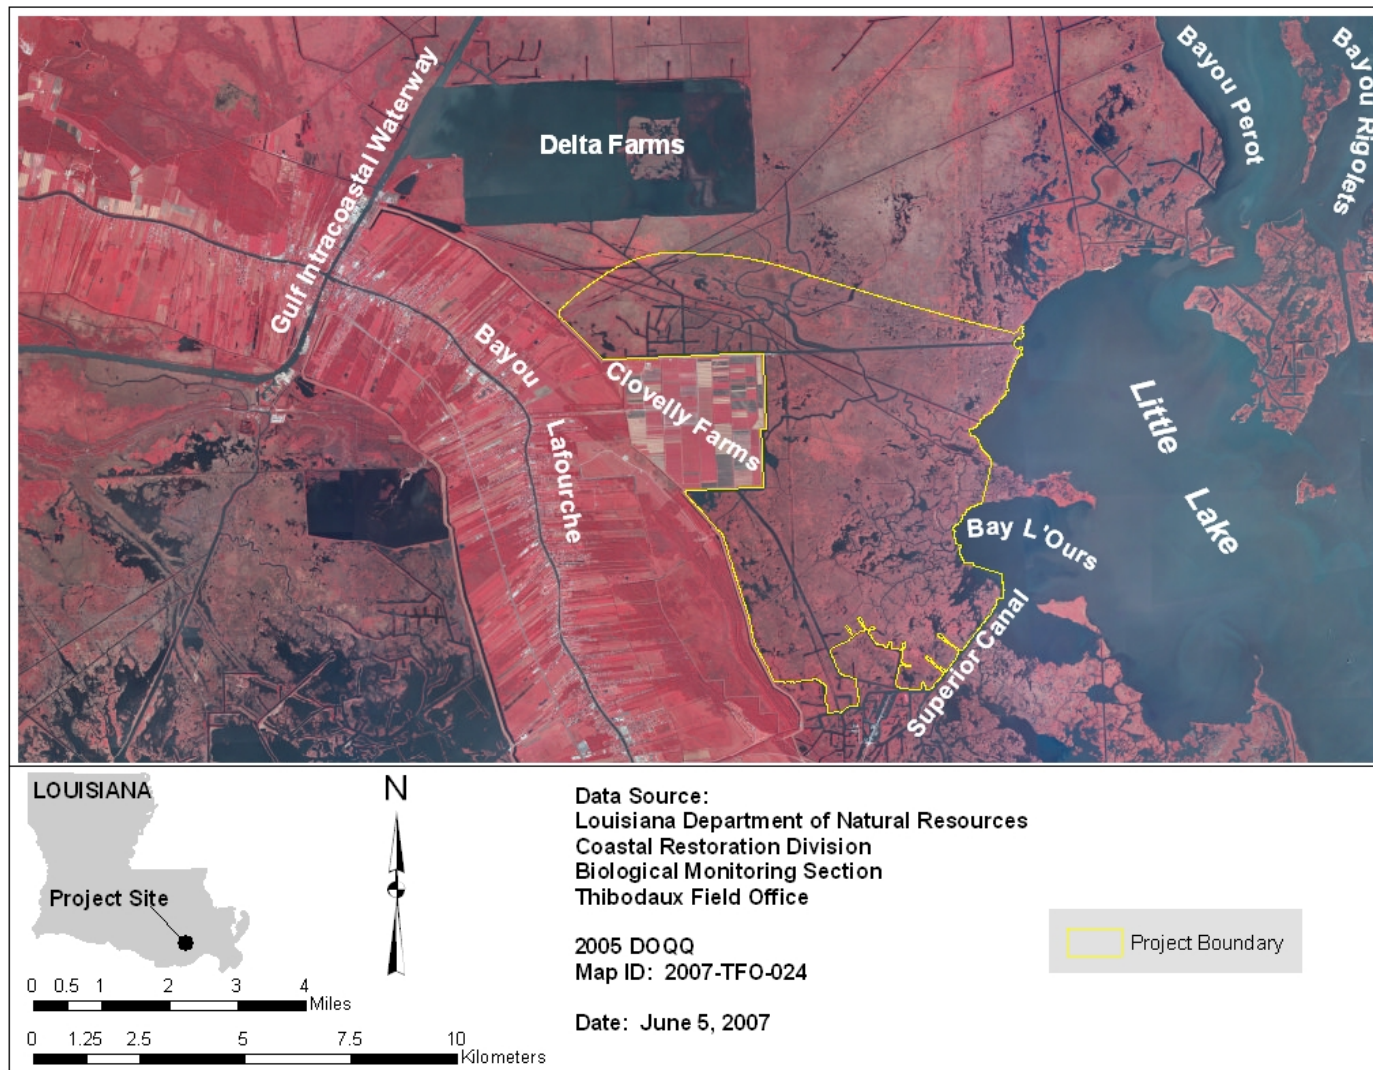 Gulf Intracoastal Waterway
Delta Farms
Bayou Perot
Bayou Rigolets
Bayou
Lafourche
Clovelly Farms
Little
Lake
Bay L'Ours
Superior Canal
LOUISIANA
Project Site
N
0 0.5 1 2 3 4
Miles
0 1.25 2.5 5 7.5 10
Kilometers
Data Source:
Louisiana Department of Natural Resources
Coastal Restoration Division
Biological Monitoring Section
Thibodaux Field Office
2005 DOQQ
Map ID: 2007-TFO-024
Date: June 5, 2007
Project Boundary